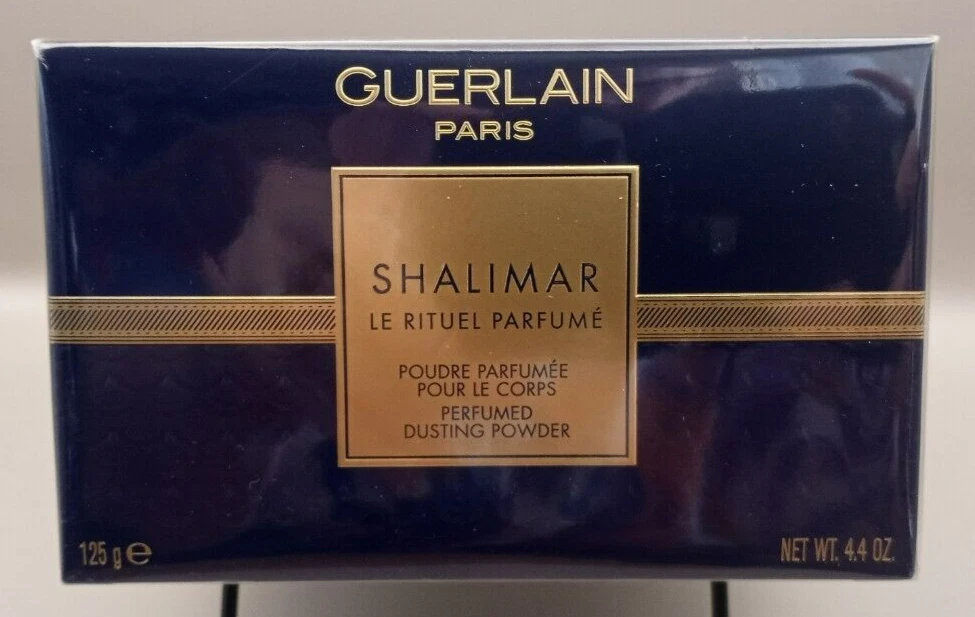 GUERLAIN
PARIS
SHALIMAR
LE RITUEL PARFUMÉ
POUDRE PARFUMÉE
POUR LE CORPS
PERFUMED
DUSTING POWDER
125 g ℮
NET WT. 4.4 OZ.